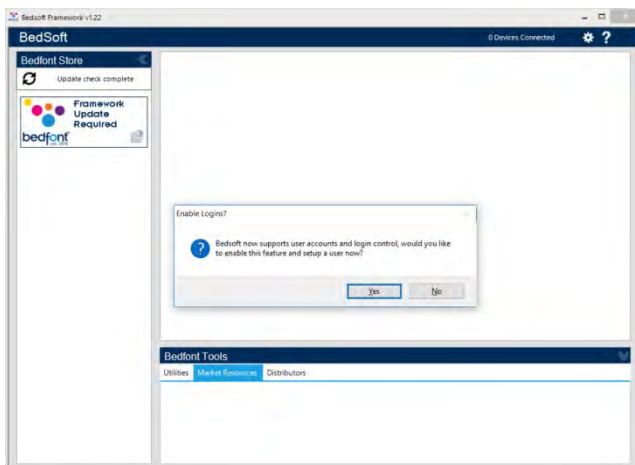 Bedsoft Framework v1.22
BedSoft
0 Devices Connected
Bedfont Store
Update check complete
Framework
Update
Required
bedfont
Enable Logins?
Bedsoft now supports user accounts and login control, would you like
to enable this feature and setup a user now?
Yes
No
Bedfont Tools
Utilities Market Resources Distributors